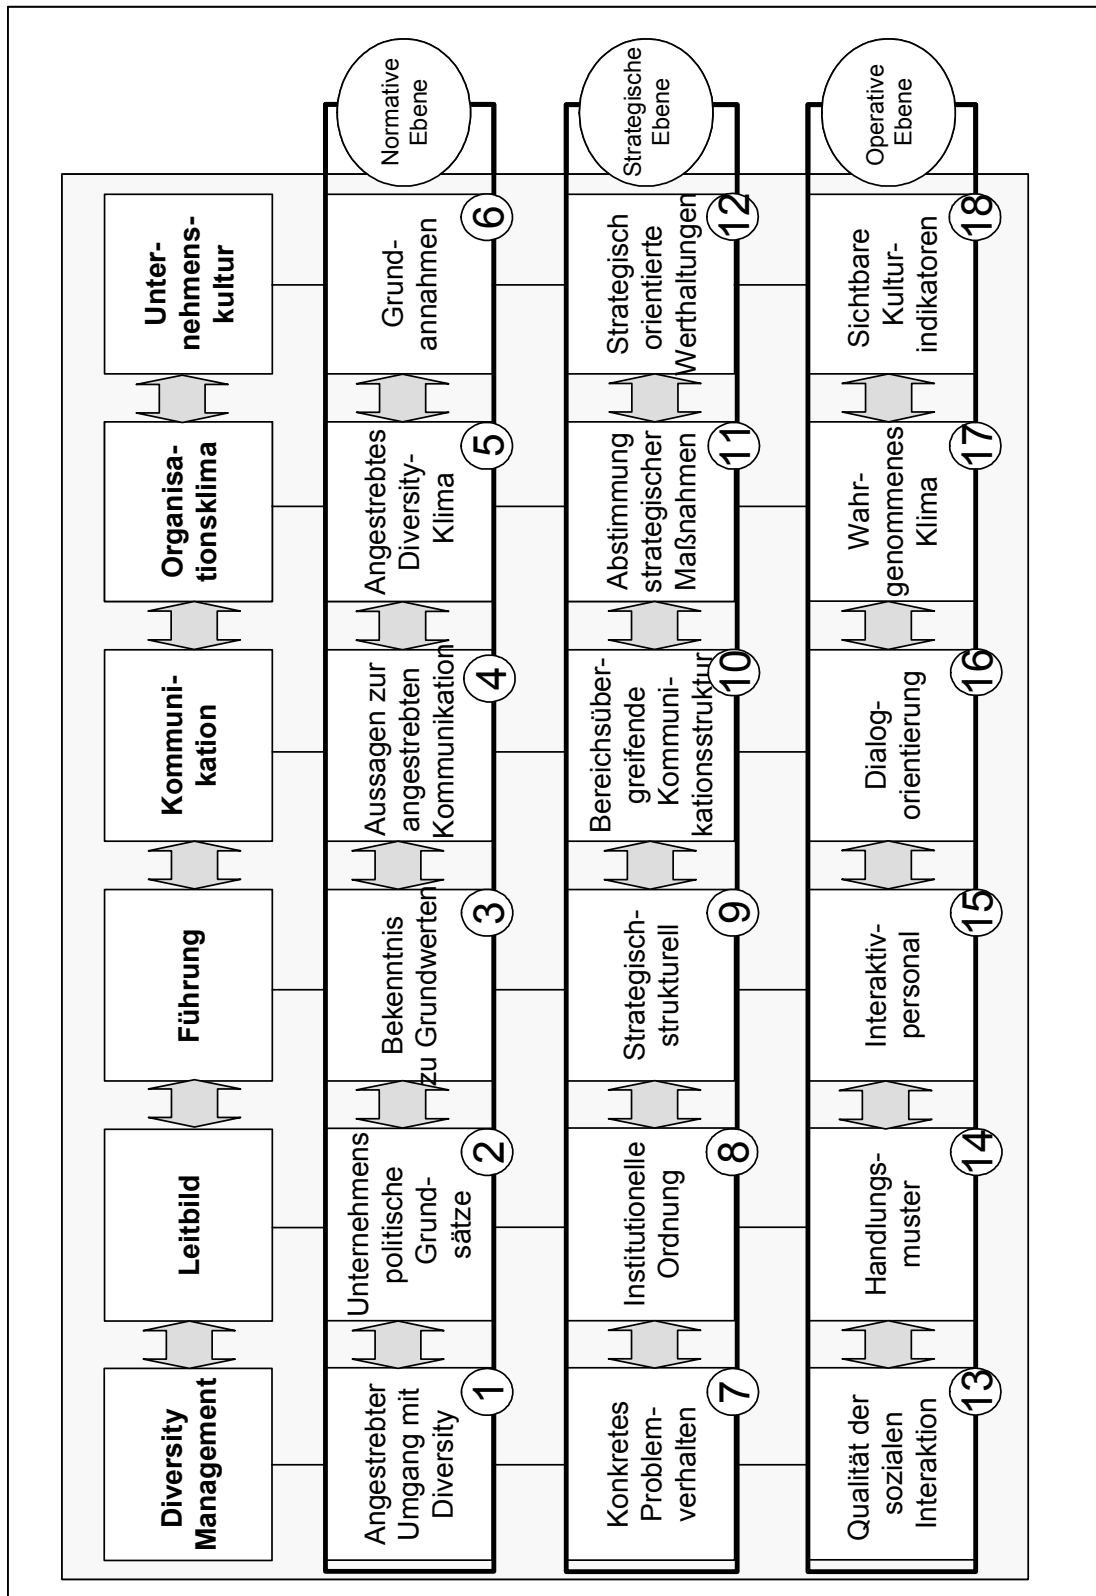 Diversity
Management
Leitbild
Führung
Kommuni-
kation
Organisa-
tionsklima
Unter-
nehmens-
kultur
Angestrebter
Umgang mit
Diversity
1
Unternehmens
politische
Grund-
sätze
2
Bekenntnis
zu Grundwerten
3
Aussagen zur
angestrebten
Kommunikation
4
Angestrebtes
Diversity-
Klima
5
Grund-
annahmen
6
Normative
Ebene
Konkretes
Problem-
verhalten
7
Institutionelle
Ordnung
8
Strategisch-
strukturell
9
Bereichsüber-
greifende
Kommuni-
kationsstruktur
10
Abstimmung
strategischer
Maßnahmen
11
Strategisch
orientierte
Werthaltungen
12
Strategische
Ebene
Qualität der
sozialen
Interaktion
13
Handlungs-
muster
14
Interaktiv-
personal
15
Dialog-
orientierung
16
Wahr-
genommenes
Klima
17
Sichtbare
Kultur-
indikatoren
18
Operative
Ebene